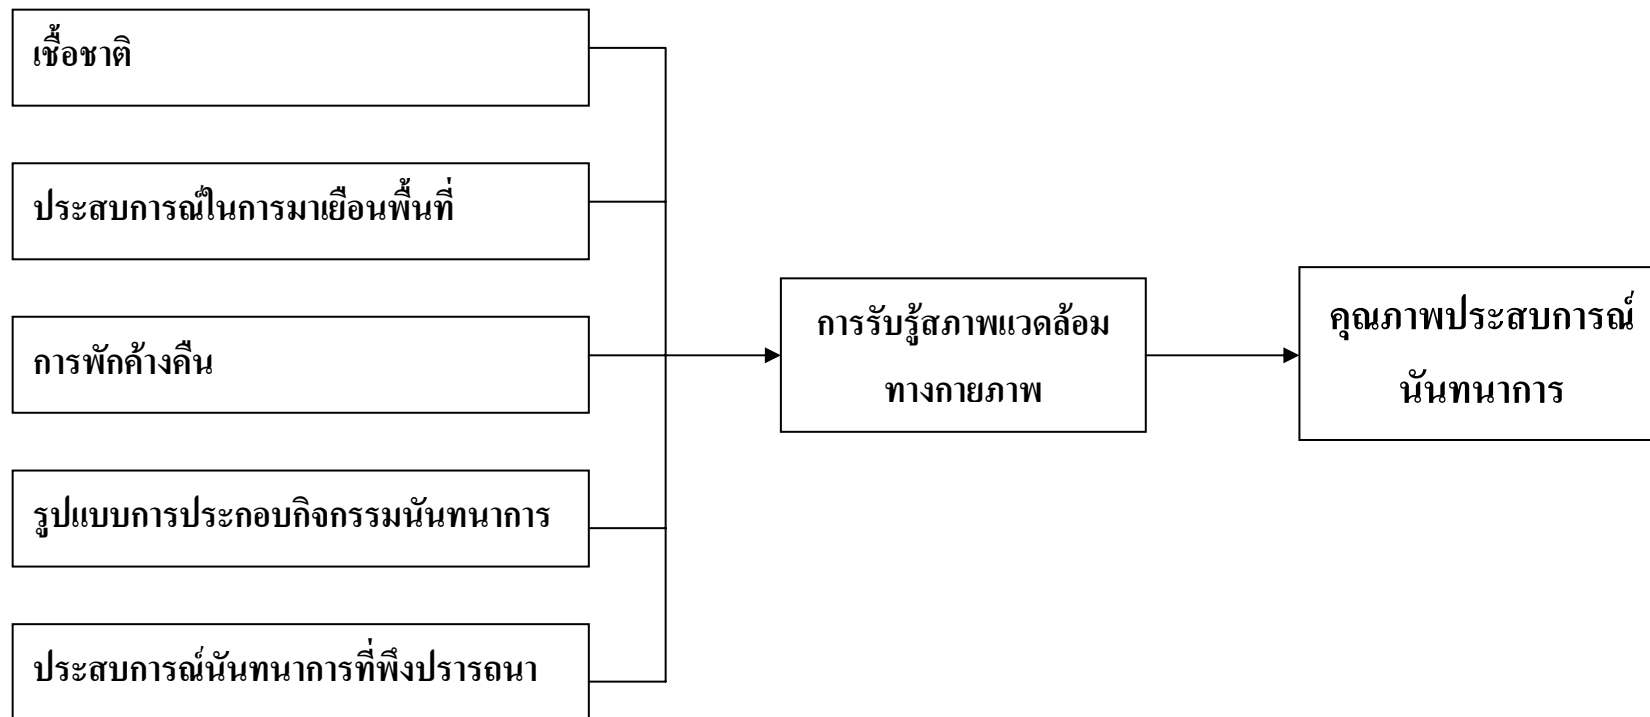 เชื้อชาติ
ประสบการณ์ในการมาเยือนพื้นที่
การพักค้างคืน
รูปแบบการประกอบกิจกรรมนันทนาการ
ประสบการณ์นันทนาการที่พึงปรารถนา
การรับรู้สภาพแวดล้อม
ทางกายภาพ
คุณภาพประสบการณ์
นันทนาการ